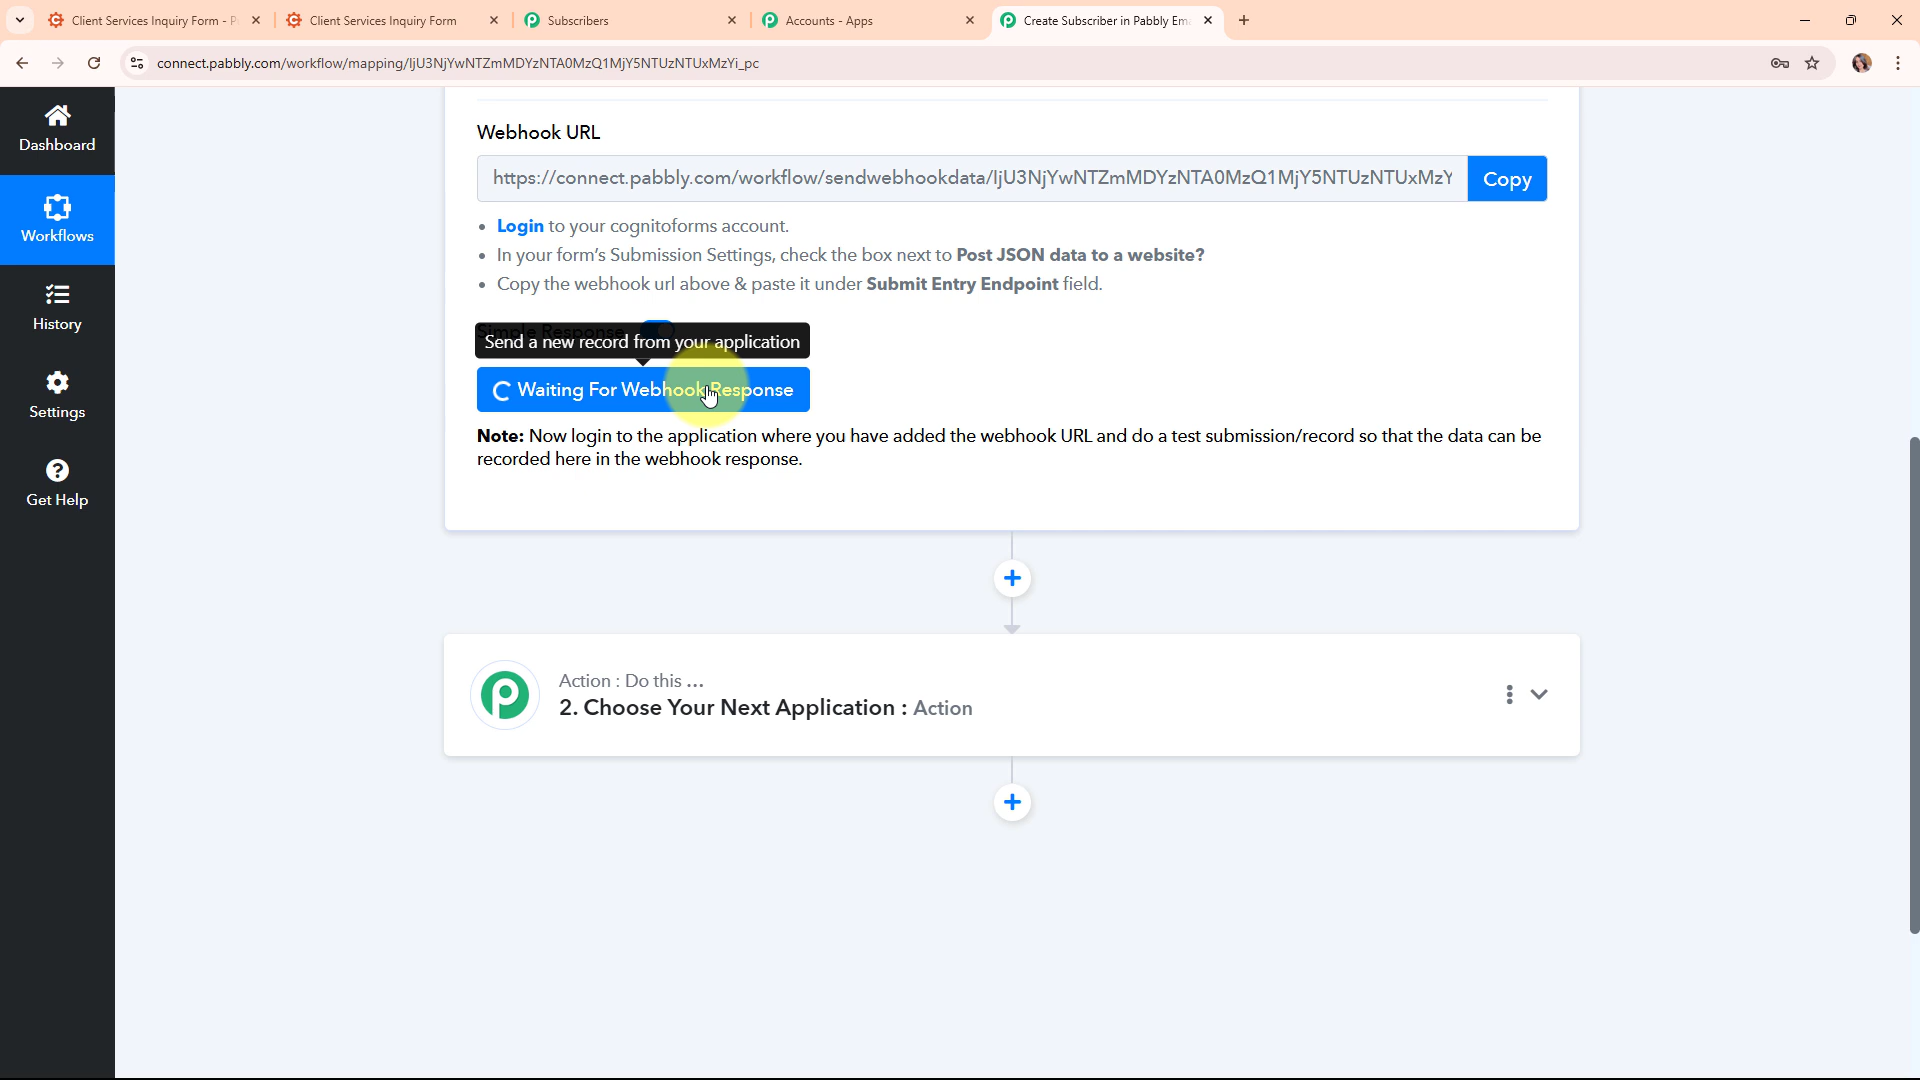 Client Services Inquiry Form - P
Client Services Inquiry Form
Subscribers
Accounts - Apps
Create Subscriber in Pabbly Em
connect.pabbly.com/workflow/mapping/IjU3NjYwNTZmMDYzNTA0MzQ1MjY5NTUzNTUxMzYi_pc
Dashboard
Workflows
History
Settings
Get Help
Webhook URL
https://connect.pabbly.com/workflow/sendwebhookdata/IjU3NjYwNTZmMDYzNTA0MzQ1MjY5NTUzNTUxMzY
Copy
• Login to your cognitoforms account.
• In your form's Submission Settings, check the box next to Post JSON data to a website?
• Copy the webhook url above & paste it under Submit Entry Endpoint field.
Simple Response
Send a new record from your application
Waiting For Webhook Response
Note: Now login to the application where you have added the webhook URL and do a test submission/record so that the data can be
recorded here in the webhook response.
Action : Do this ...
2. Choose Your Next Application : Action